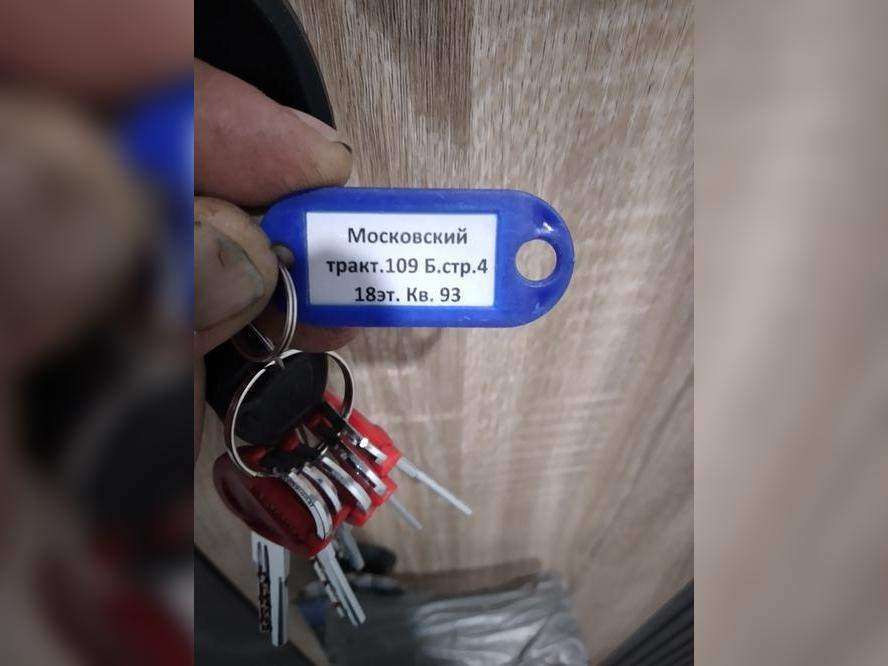 Московский
тракт.109 Б.стр.4
18эт. Кв. 93